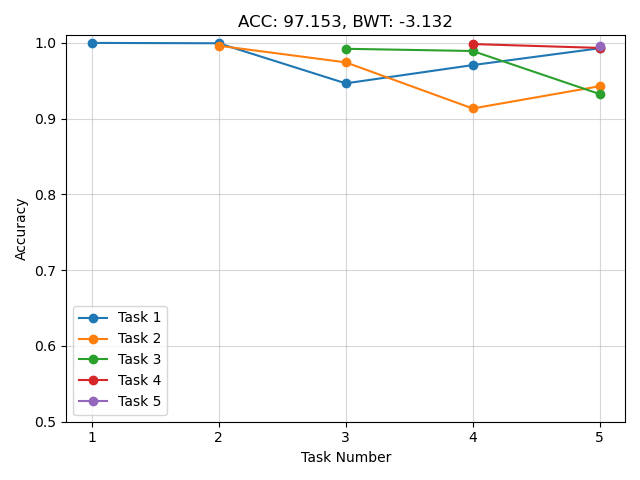 ACC: 97.153, BWT: -3.132
1.0
0.9
0.8
0.7
0.6
0.5
Accuracy
Task 1
Task 2
Task 3
Task 4
Task 5
1 2 3 4 5
Task Number